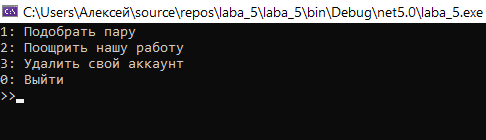 C:\Users\Алексей\source\repos\laba_5\laba_5\bin\Debug\net5.0\laba_5.exe
1: Подобрать пару
2: Поощрить нашу работу
3: Удалить свой аккаунт
0: Выйти
>>